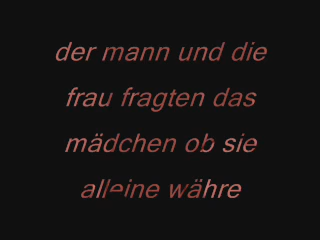 der mann und die
frau fragten das
mädchen ob sie
alleine währe